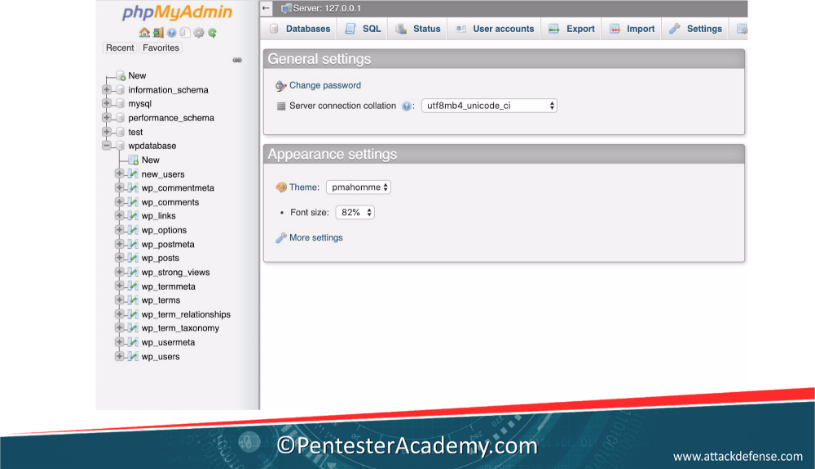 phpMyAdmin
Recent Favorites
New
information_schema
mysql
performance_schema
test
wpdatabase
New
new_users
wp_commentmeta
wp_comments
wp_links
wp_options
wp_postmeta
wp_posts
wp_strong_views
wp_termmeta
wp_terms
wp_term_relationships
wp_term_taxonomy
wp_usermeta
wp_users
Server: 127.0.0.1
Databases SQL Status User accounts Export Import Settings
General settings
Change password
Server connection collation : utf8mb4_unicode_ci
Appearance settings
Theme: pmahomme
• Font size: 82%
More settings
©PentesterAcademy.com
www.attackdefense.com